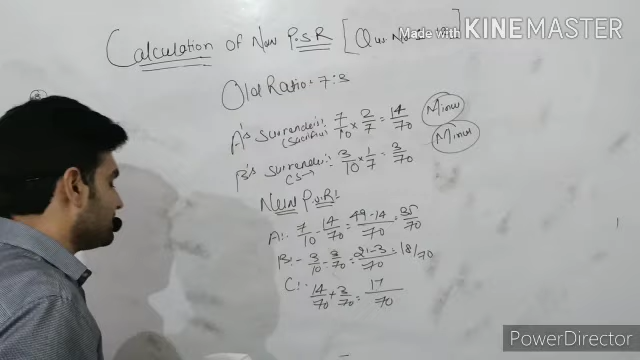 Made with KINEMASTER
Calculation of New P.S.R [Que. No.
Old Ratio = 7:3
A's Surrender: 7/10 × 2/7 = 14/70 Minus
(Sacrifice)
B's Surrender: 3/10 × 1/7 = 3/70 Minus
New P.S.R:
A:- 7/10 - 14/70 = 49-14/70 = 35/70
B:- 3/10 - 3/70 = 21-3/70 = 18/70
C:- 14/70 + 3/70 = 17/70
PowerDirector